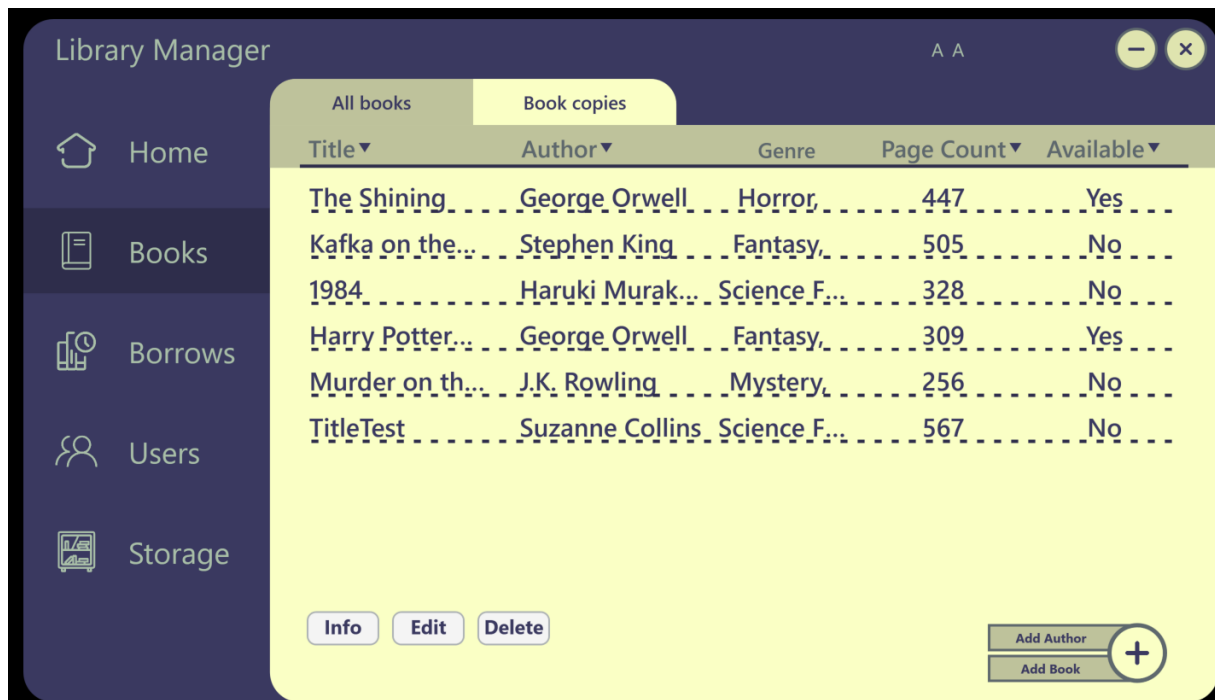 Library Manager
A A
All books Book copies
Title Author Genre Page Count Available
Home
The Shining George Orwell Horror, 447 Yes
Kafka on the... Stephen King Fantasy, 505 No
Books
1984 Haruki Murak... Science F... 328 No
Harry Potter... George Orwell Fantasy, 309 Yes
Borrows
Murder on th... J.K. Rowling Mystery, 256 No
TitleTest Suzanne Collins Science F... 567 No
Users
Storage
Info Edit Delete
Add Author
Add Book